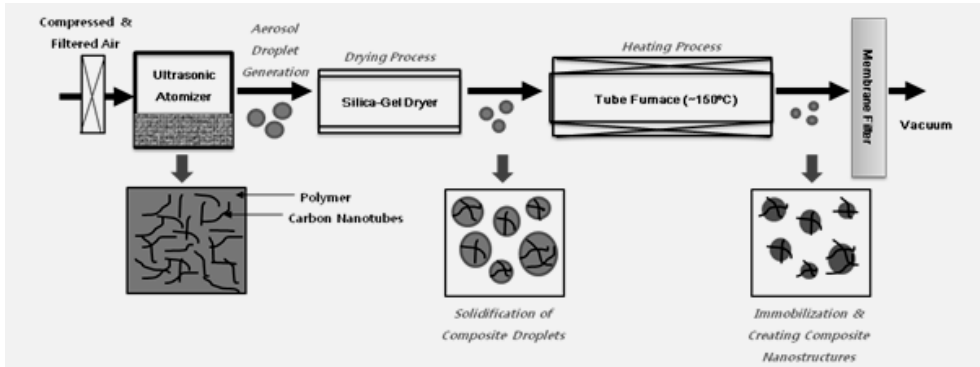 Compressed &
Filtered Air
Ultrasonic
Atomizer
Aerosol
Droplet
Generation
Drying Process
Silica-Gel Dryer
Heating Process
Tube Furnace (~150ºC)
Membrane Filter
Vacuum
Polymer
Carbon Nanotubes
Solidification of
Composite Droplets
Immobilization &
Creating Composite
Nanostructures